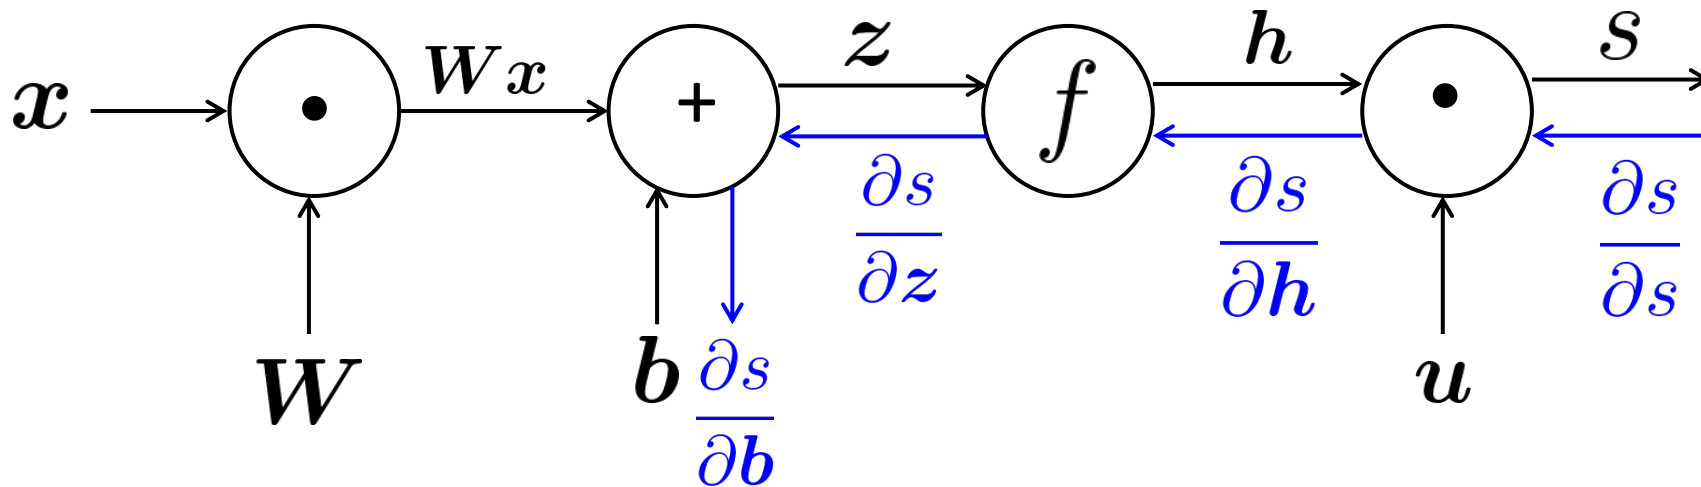 x • Wx + z f h • s
∂s/∂z ∂s/∂h ∂s/∂s
W b ∂s/∂b u